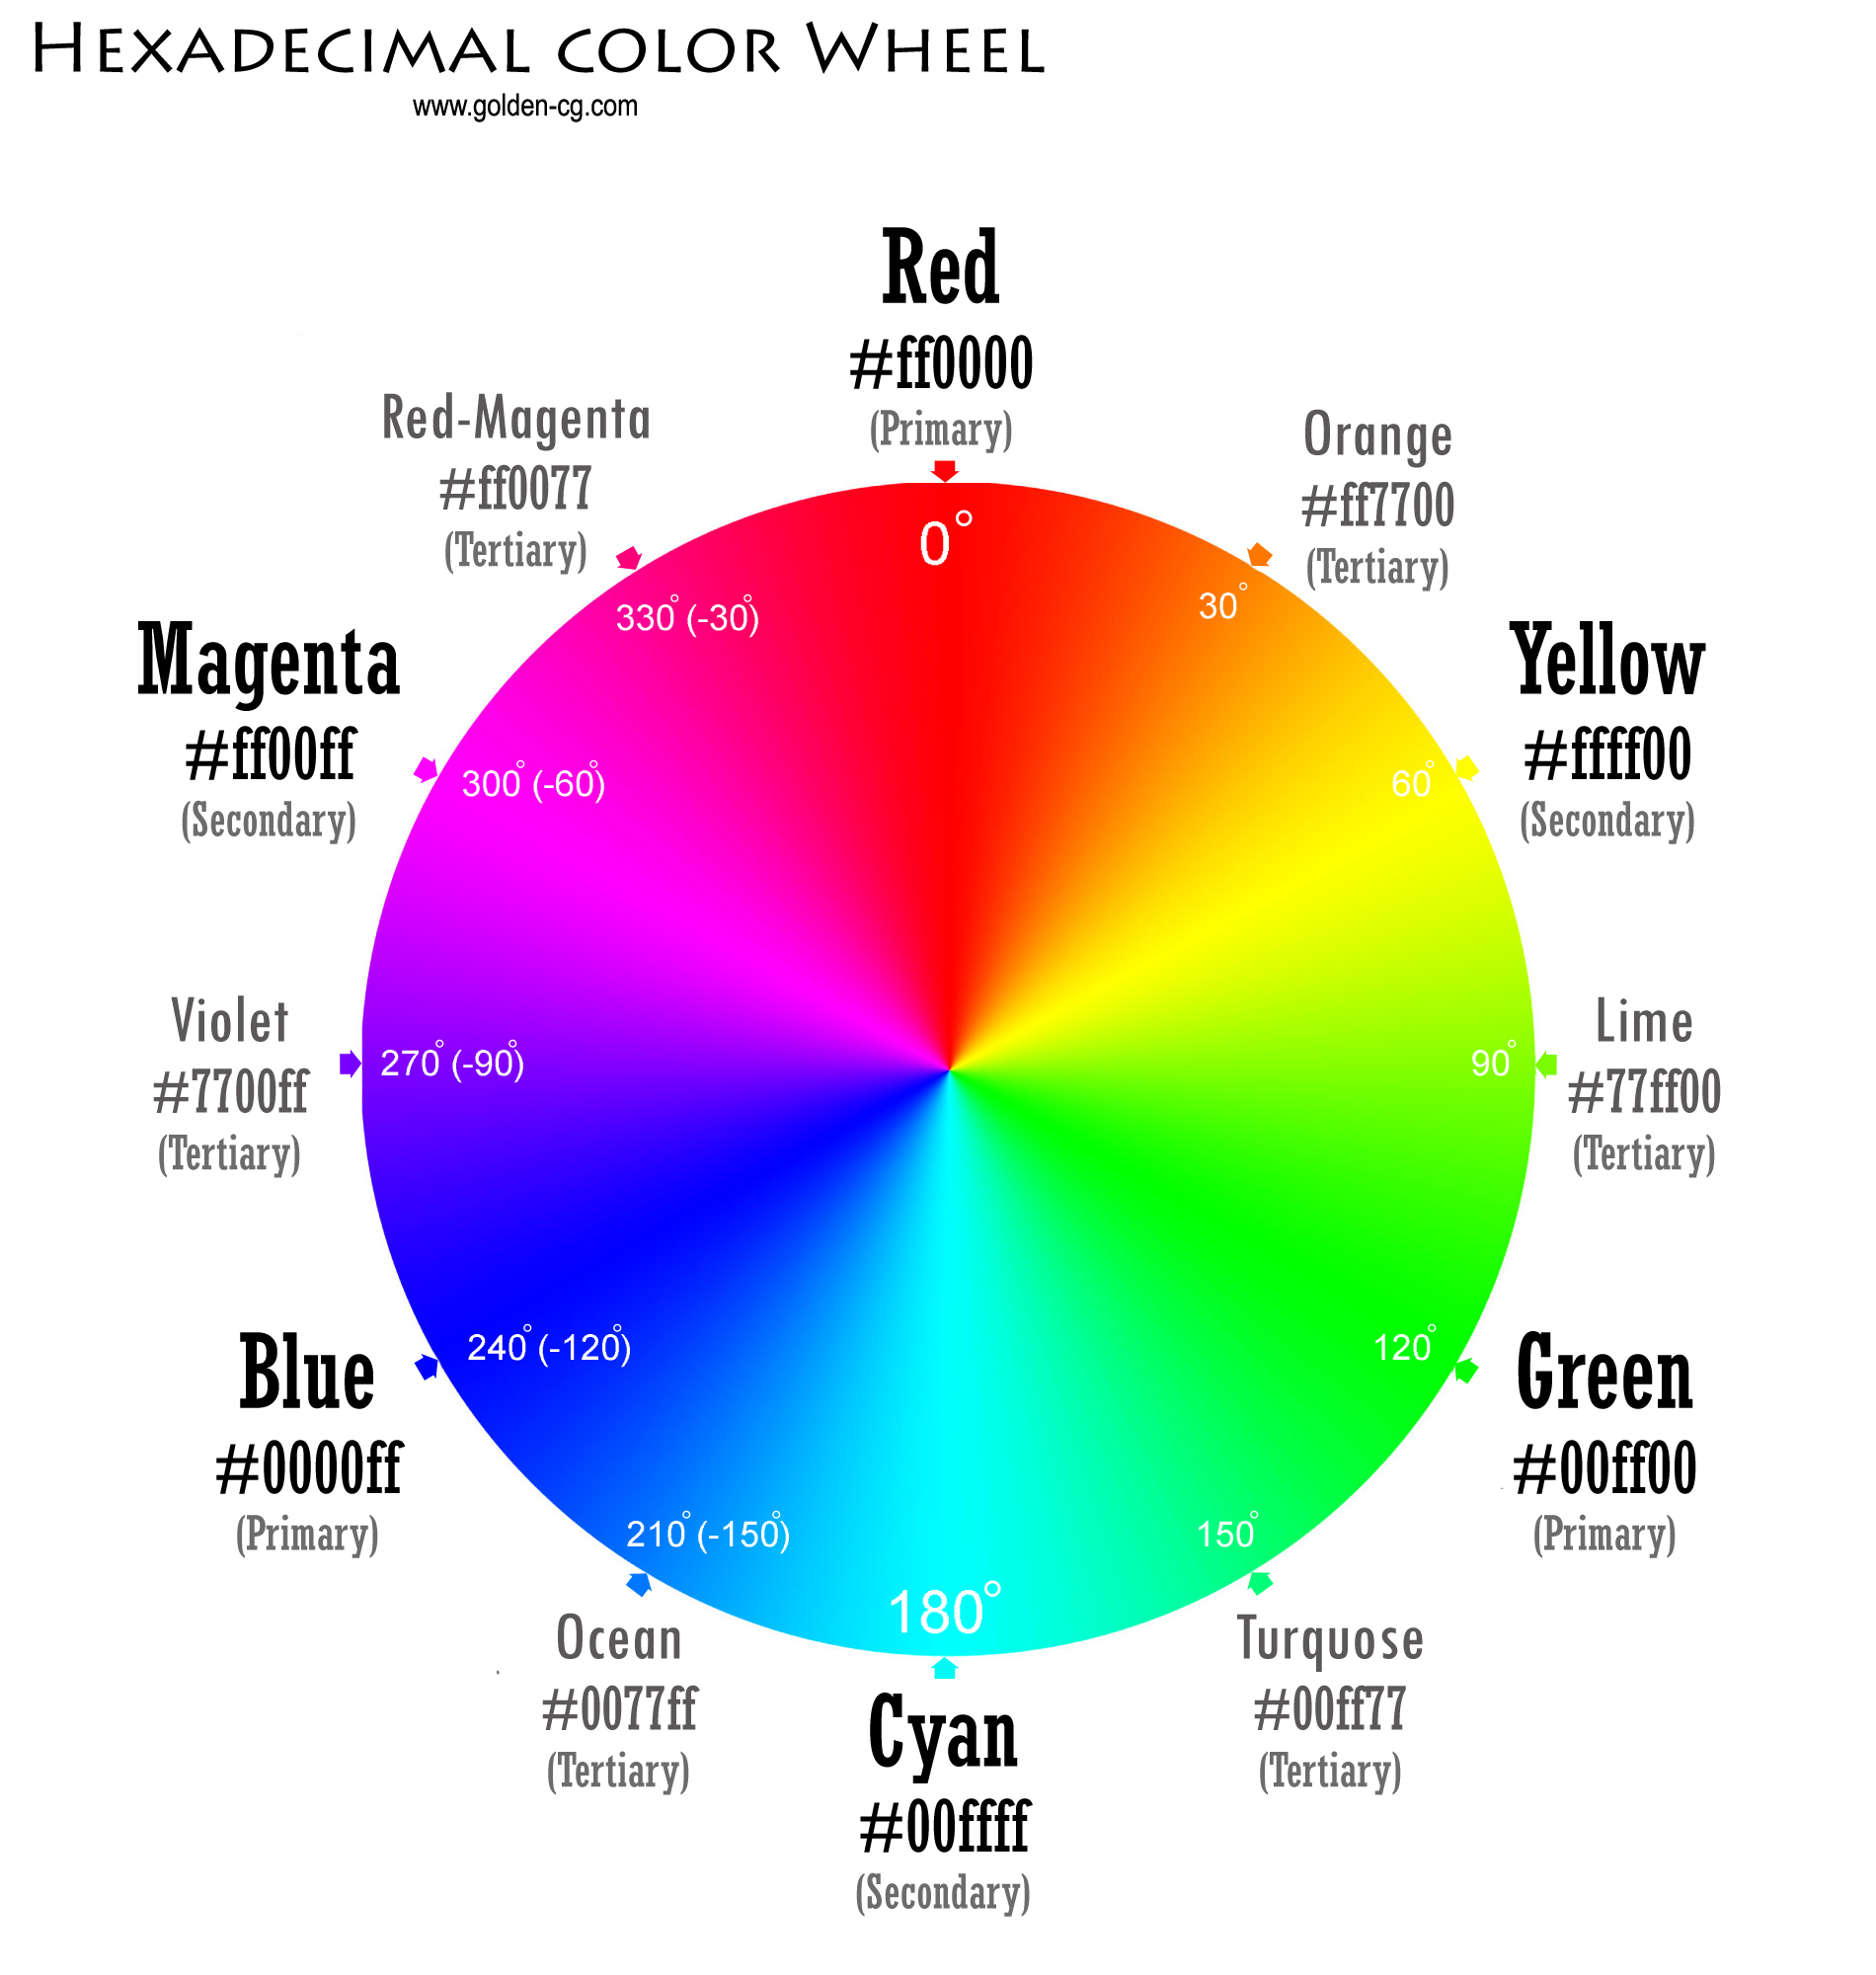 Hexadecimal color Wheel
www.golden-cg.com
Red
#ff0000
(Primary)
Red-Magenta
#ff0077
(Tertiary)
Orange
#ff7700
(Tertiary)
0°
330° (-30°)
30°
Magenta
#ff00ff
(Secondary)
Yellow
#ffff00
(Secondary)
300° (-60°)
60°
Violet
#7700ff
(Tertiary)
270° (-90°)
90°
Lime
#77ff00
(Tertiary)
Blue
#0000ff
(Primary)
240° (-120°)
120°
Green
#00ff00
(Primary)
210° (-150°)
150°
180°
Ocean
#0077ff
(Tertiary)
Turquose
#00ff77
(Tertiary)
Cyan
#00ffff
(Secondary)